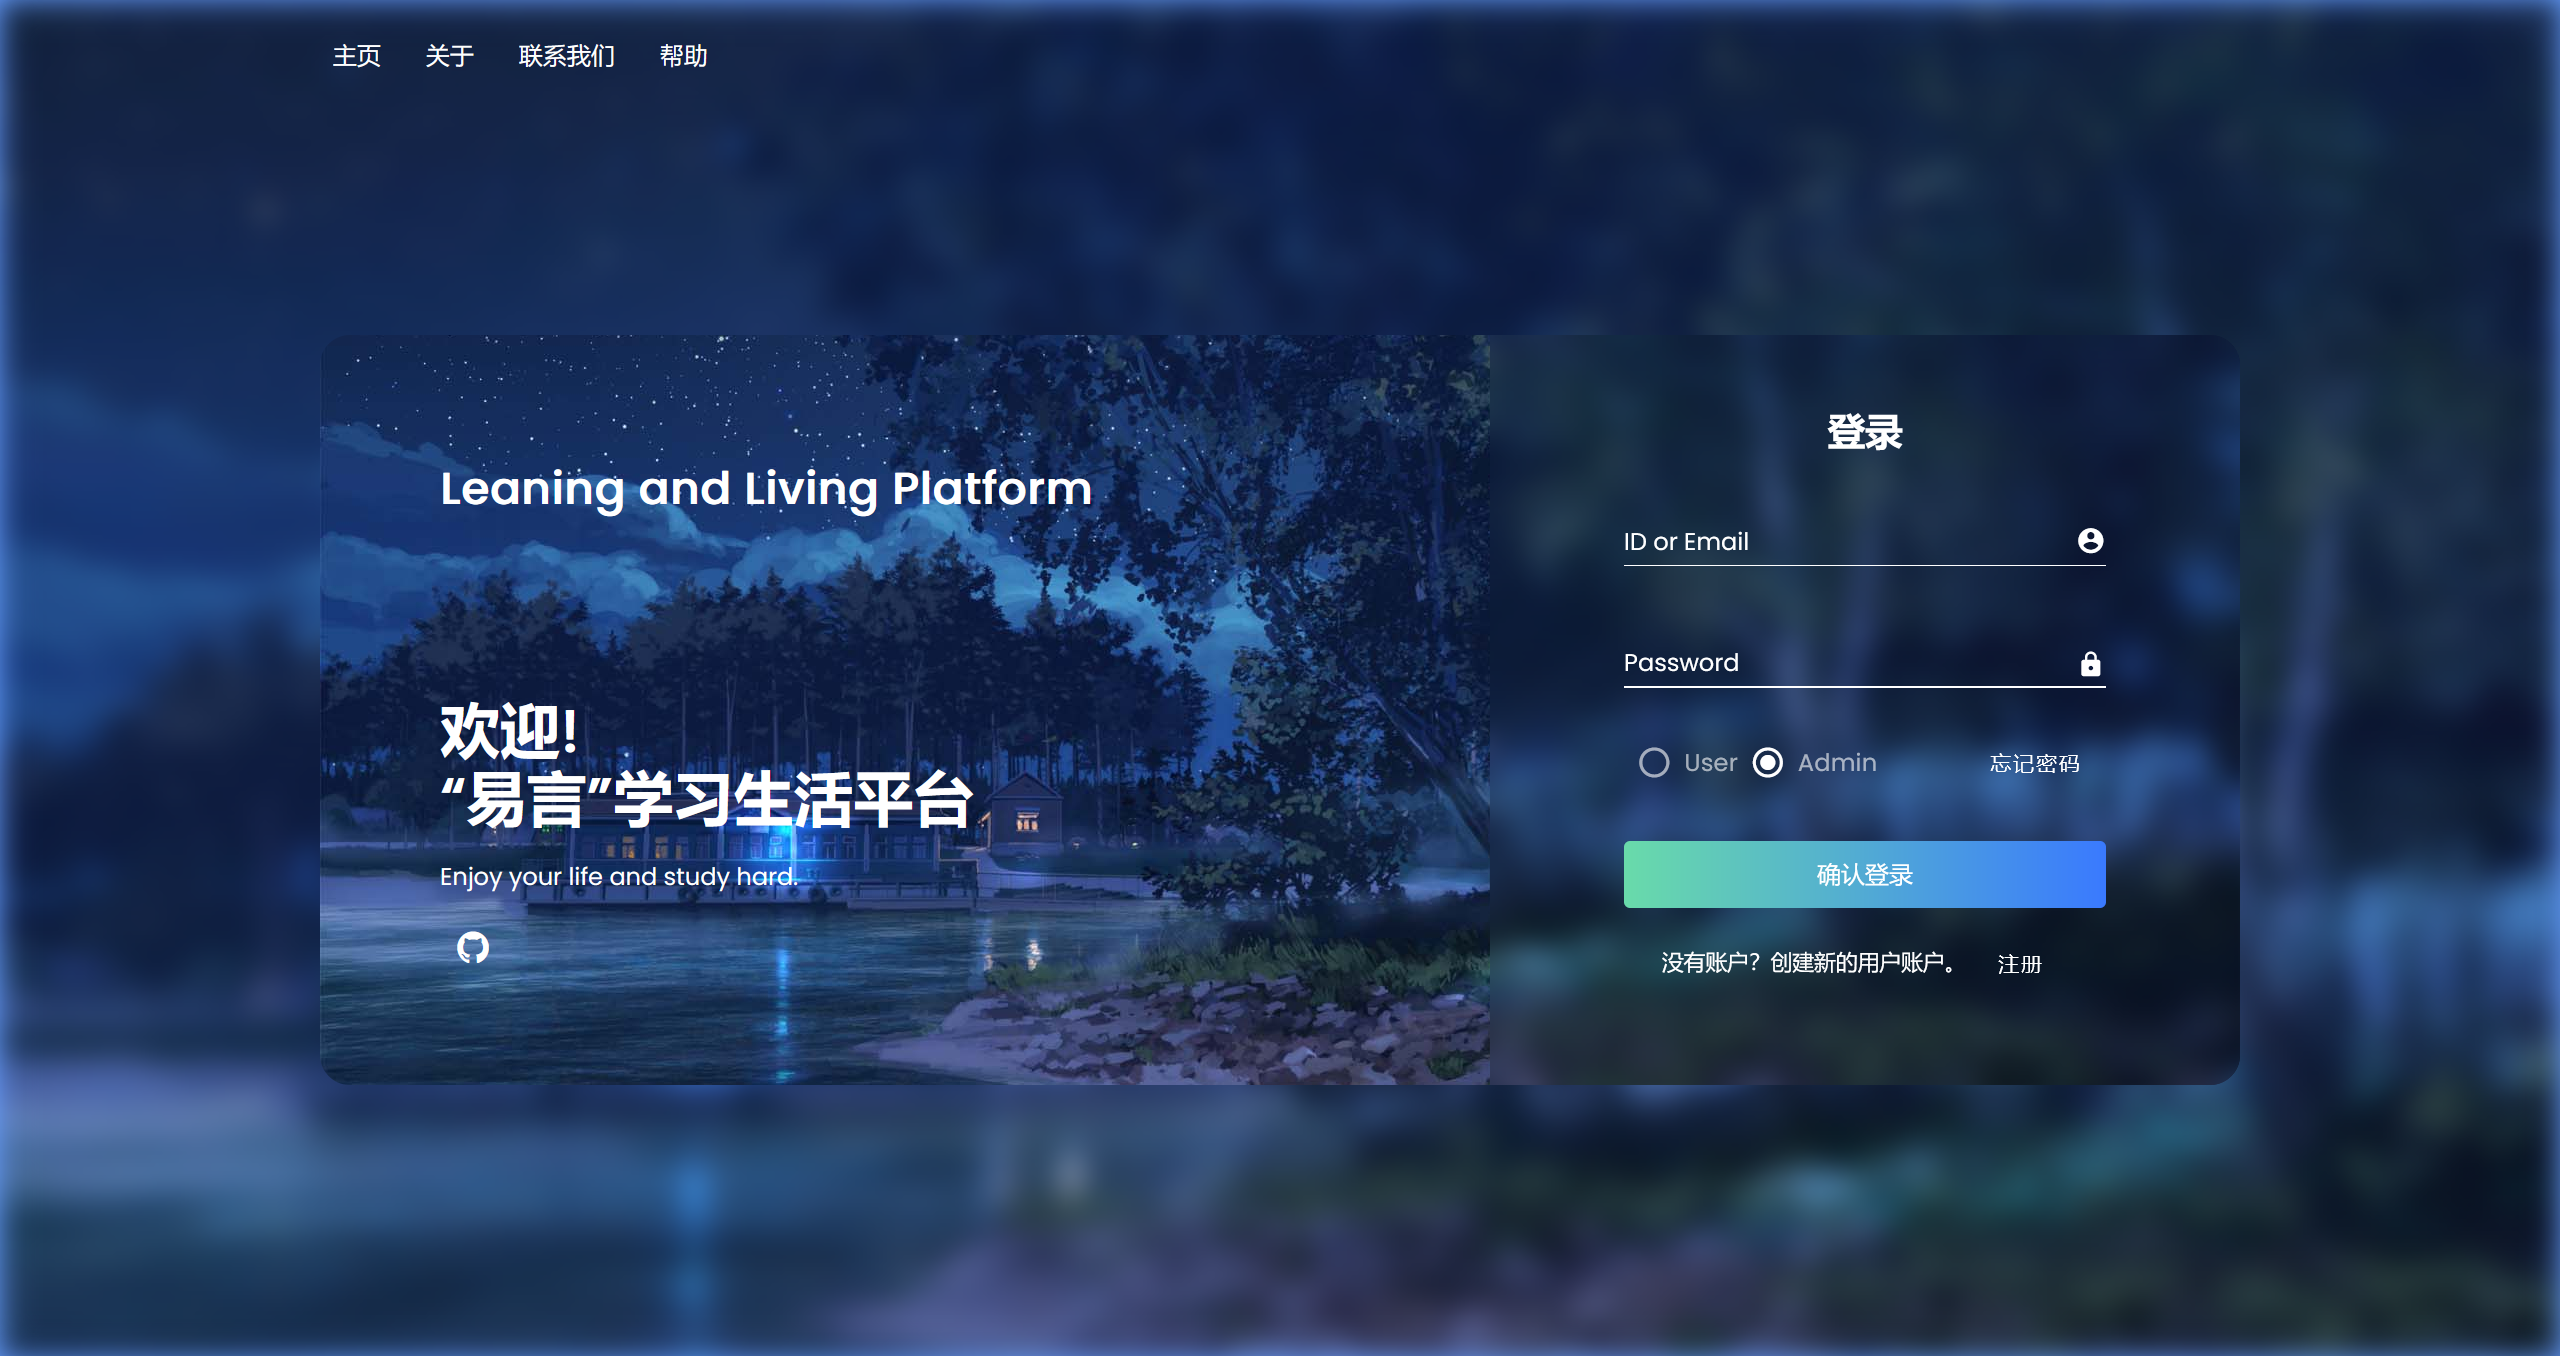 主页 关于 联系我们 帮助
Leaning and Living Platform
欢迎!
“易言”学习生活平台
Enjoy your life and study hard.
登录
ID or Email
Password
User Admin 忘记密码
确认登录
没有账户？创建新的用户账户。 注册